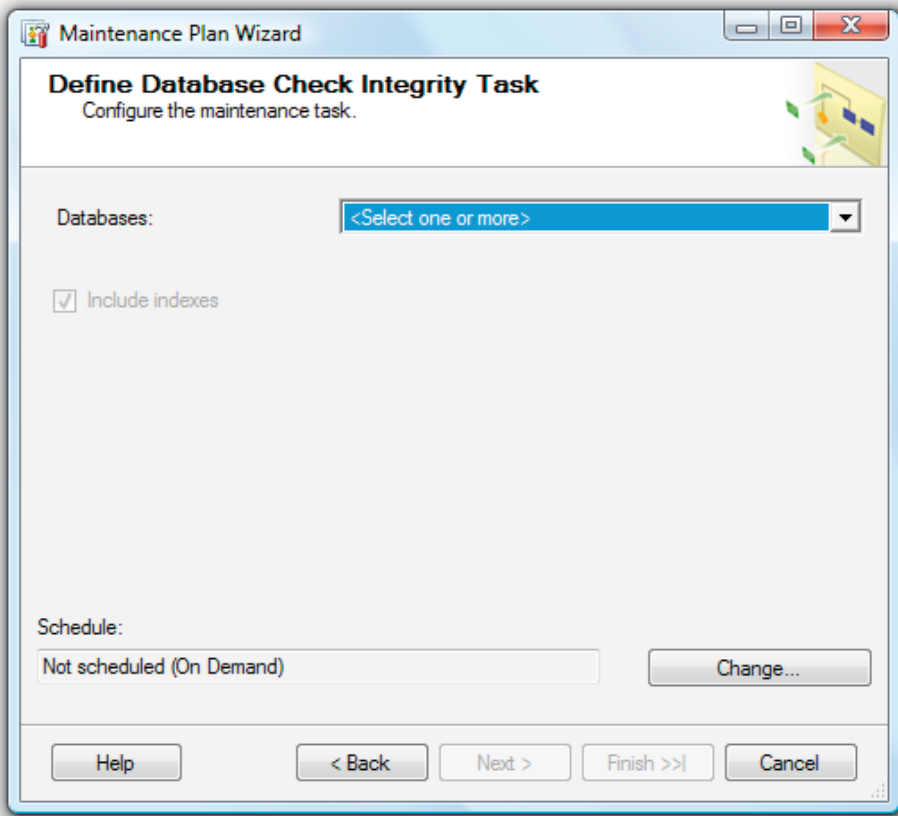 Maintenance Plan Wizard
Define Database Check Integrity Task
Configure the maintenance task.
Databases:
<Select one or more>
Include indexes
Schedule:
Not scheduled (On Demand)
Change...
Help
< Back
Next >
Finish >>|
Cancel